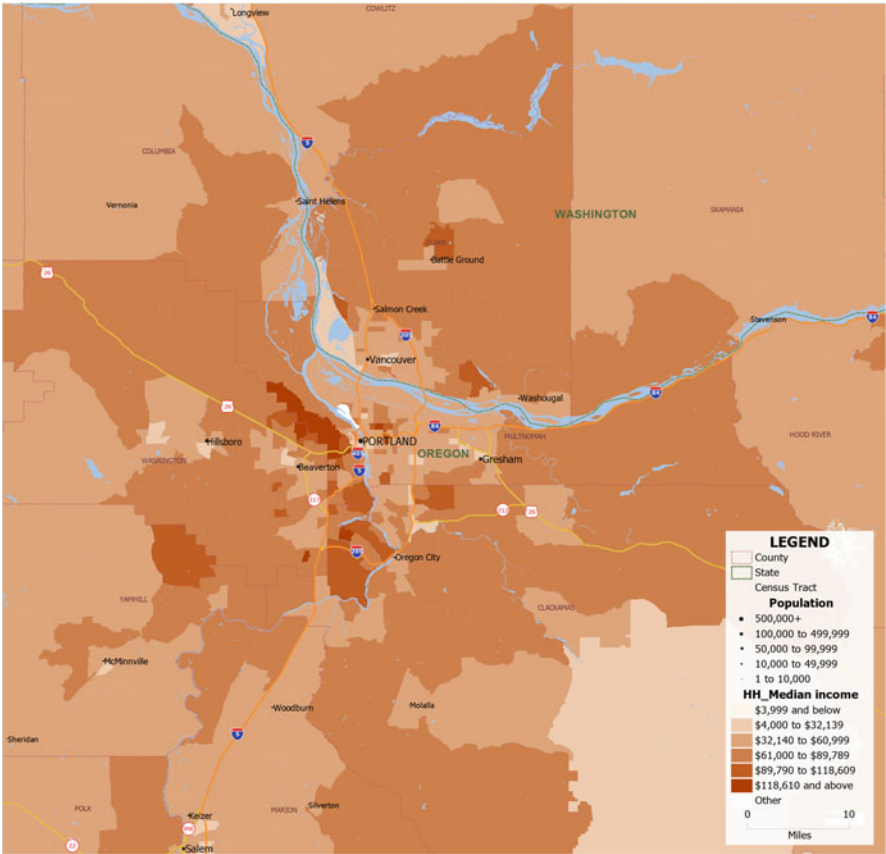 Longview
COWLITZ
5
COLUMBIA
Vernonia
Saint Helens
WASHINGTON
SKAMANIA
CLARK
Battle Ground
26
Salmon Creek
205
Stevenson
84
Vancouver
84
Washougal
26
84
Hillsboro
PORTLAND
MULTNOMAH
HOOD RIVER
WASHINGTON
405
OREGON
Gresham
Beaverton
5
217
212
26
205
Oregon City
YAMHILL
CLACKAMAS
McMinnville
Woodburn
Molalla
5
Sheridan
POLK
MARION
Silverton
Keizer
22
Salem
LEGEND
County
State
Census Tract
Population
500,000+
100,000 to 499,999
50,000 to 99,999
10,000 to 49,999
1 to 10,000
HH_Median income
$3,999 and below
$4,000 to $32,139
$32,140 to $60,999
$61,000 to $89,789
$89,790 to $118,609
$118,610 and above
Other
0 10
Miles